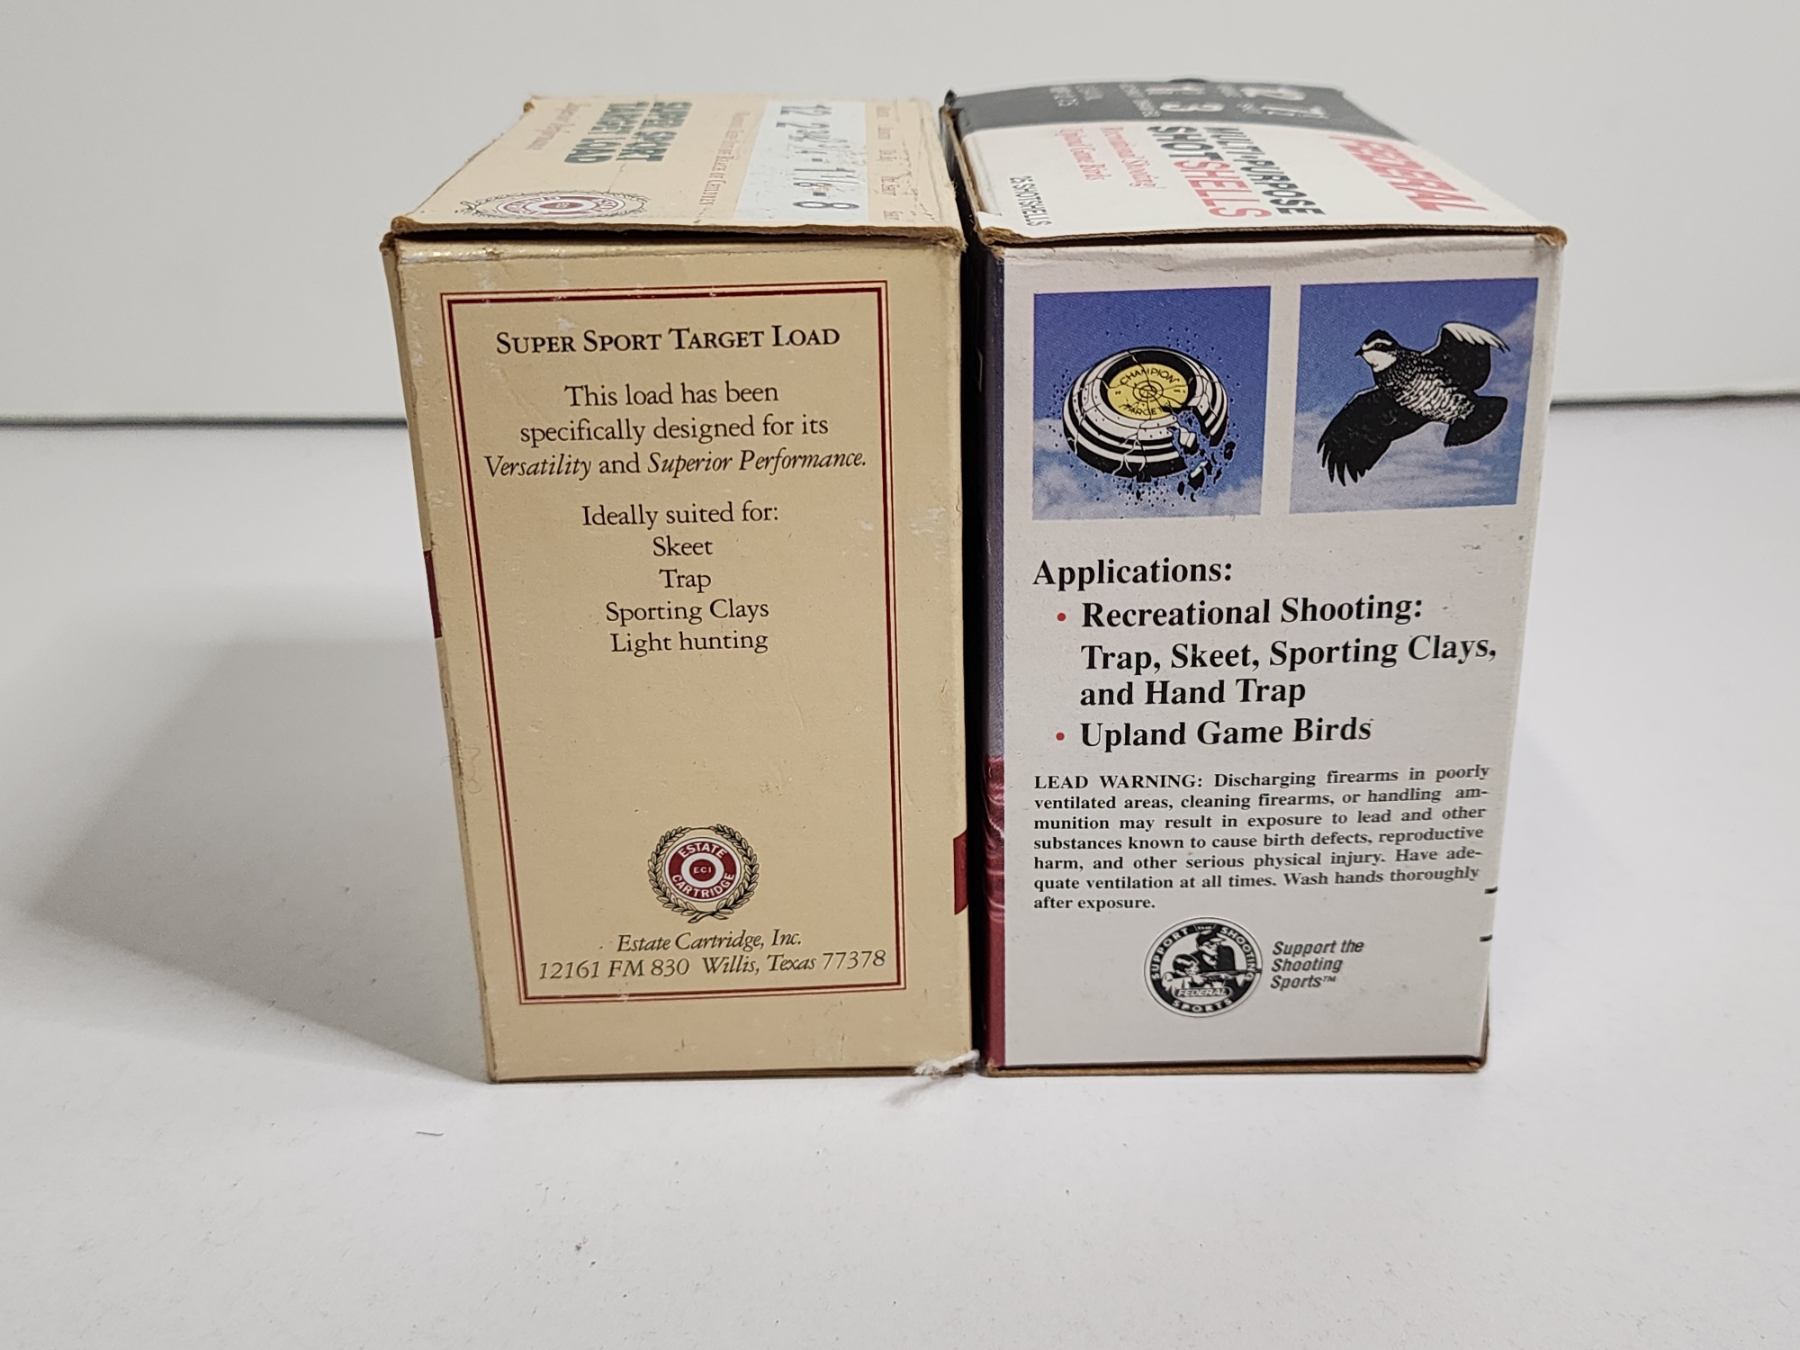 SUPER SPORT
TARGET LOAD
8
SUPER SPORT TARGET LOAD
This load has been
specifically designed for its
Versatility and Superior Performance.
Ideally suited for:
Skeet
Trap
Sporting Clays
Light hunting
ESTATE
ECI
CARTRIDGE
Estate Cartridge, Inc.
12161 FM 830 Willis, Texas 77378
FEDERAL
MULTI-PURPOSE
SHOTSHELLS
Recreational Shooting
Upland Game Birds
25 SHOTSHELLS
CHAMPION
TARGET
Applications:
• Recreational Shooting:
Trap, Skeet, Sporting Clays,
and Hand Trap
• Upland Game Birds
LEAD WARNING: Discharging firearms in poorly
ventilated areas, cleaning firearms, or handling am-
munition may result in exposure to lead and other
substances known to cause birth defects, reproductive
harm, and other serious physical injury. Have ade-
quate ventilation at all times. Wash hands thoroughly
after exposure.
SUPPORT THE SHOOTING
FEDERAL
SPORTS
Support the
Shooting
Sports™